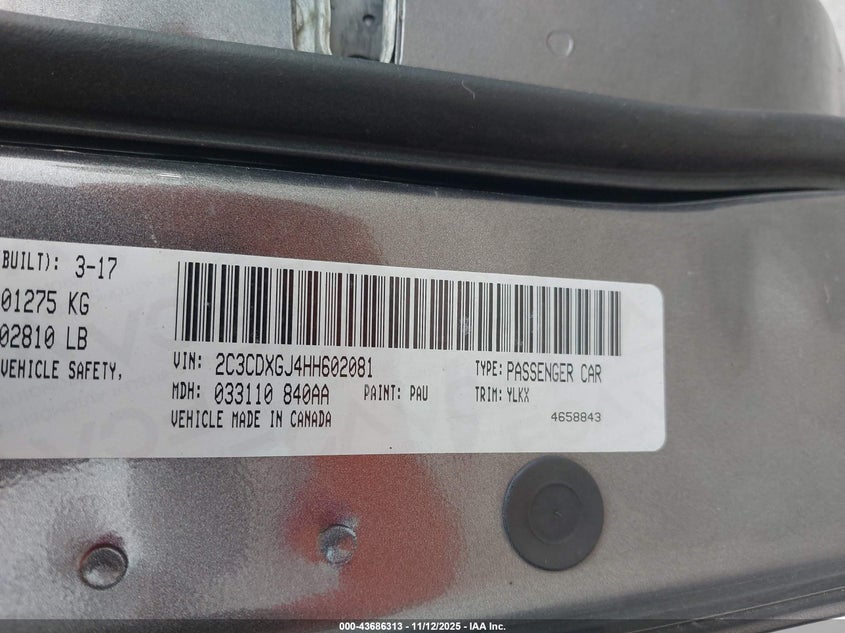 BUILT): 3-17
01275 KG
02810 LB
VEHICLE SAFETY,
VIN: 2C3CDXGJ4HH602081
TYPE: PASSENGER CAR
MDH: 033110 840AA PAINT: PAU
TRIM: YLKX
VEHICLE MADE IN CANADA
4658843
000-43686313 - 11/12/2025 - IAA Inc.